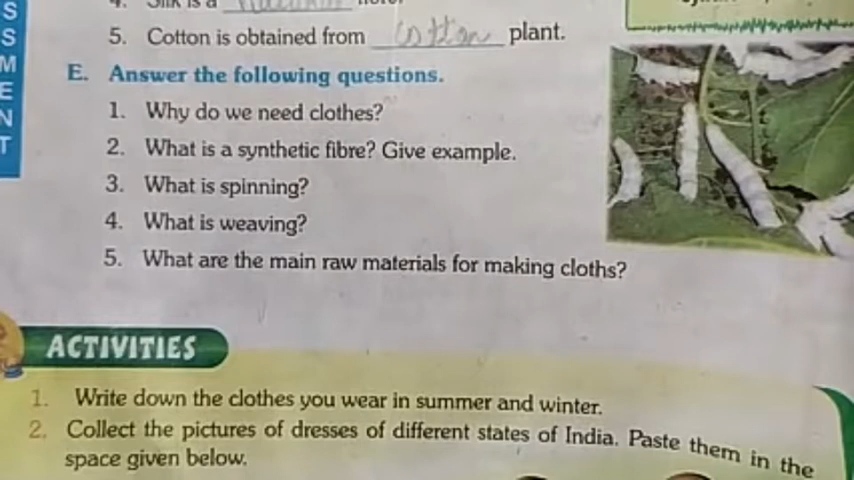 S
S
M
E
N
T
4. Silk is a
5. Cotton is obtained from cotton plant.
E. Answer the following questions.
1. Why do we need clothes?
2. What is a synthetic fibre? Give example.
3. What is spinning?
4. What is weaving?
5. What are the main raw materials for making cloths?
ACTIVITIES
1. Write down the clothes you wear in summer and winter.
2. Collect the pictures of dresses of different states of India. Paste them in the
space given below.